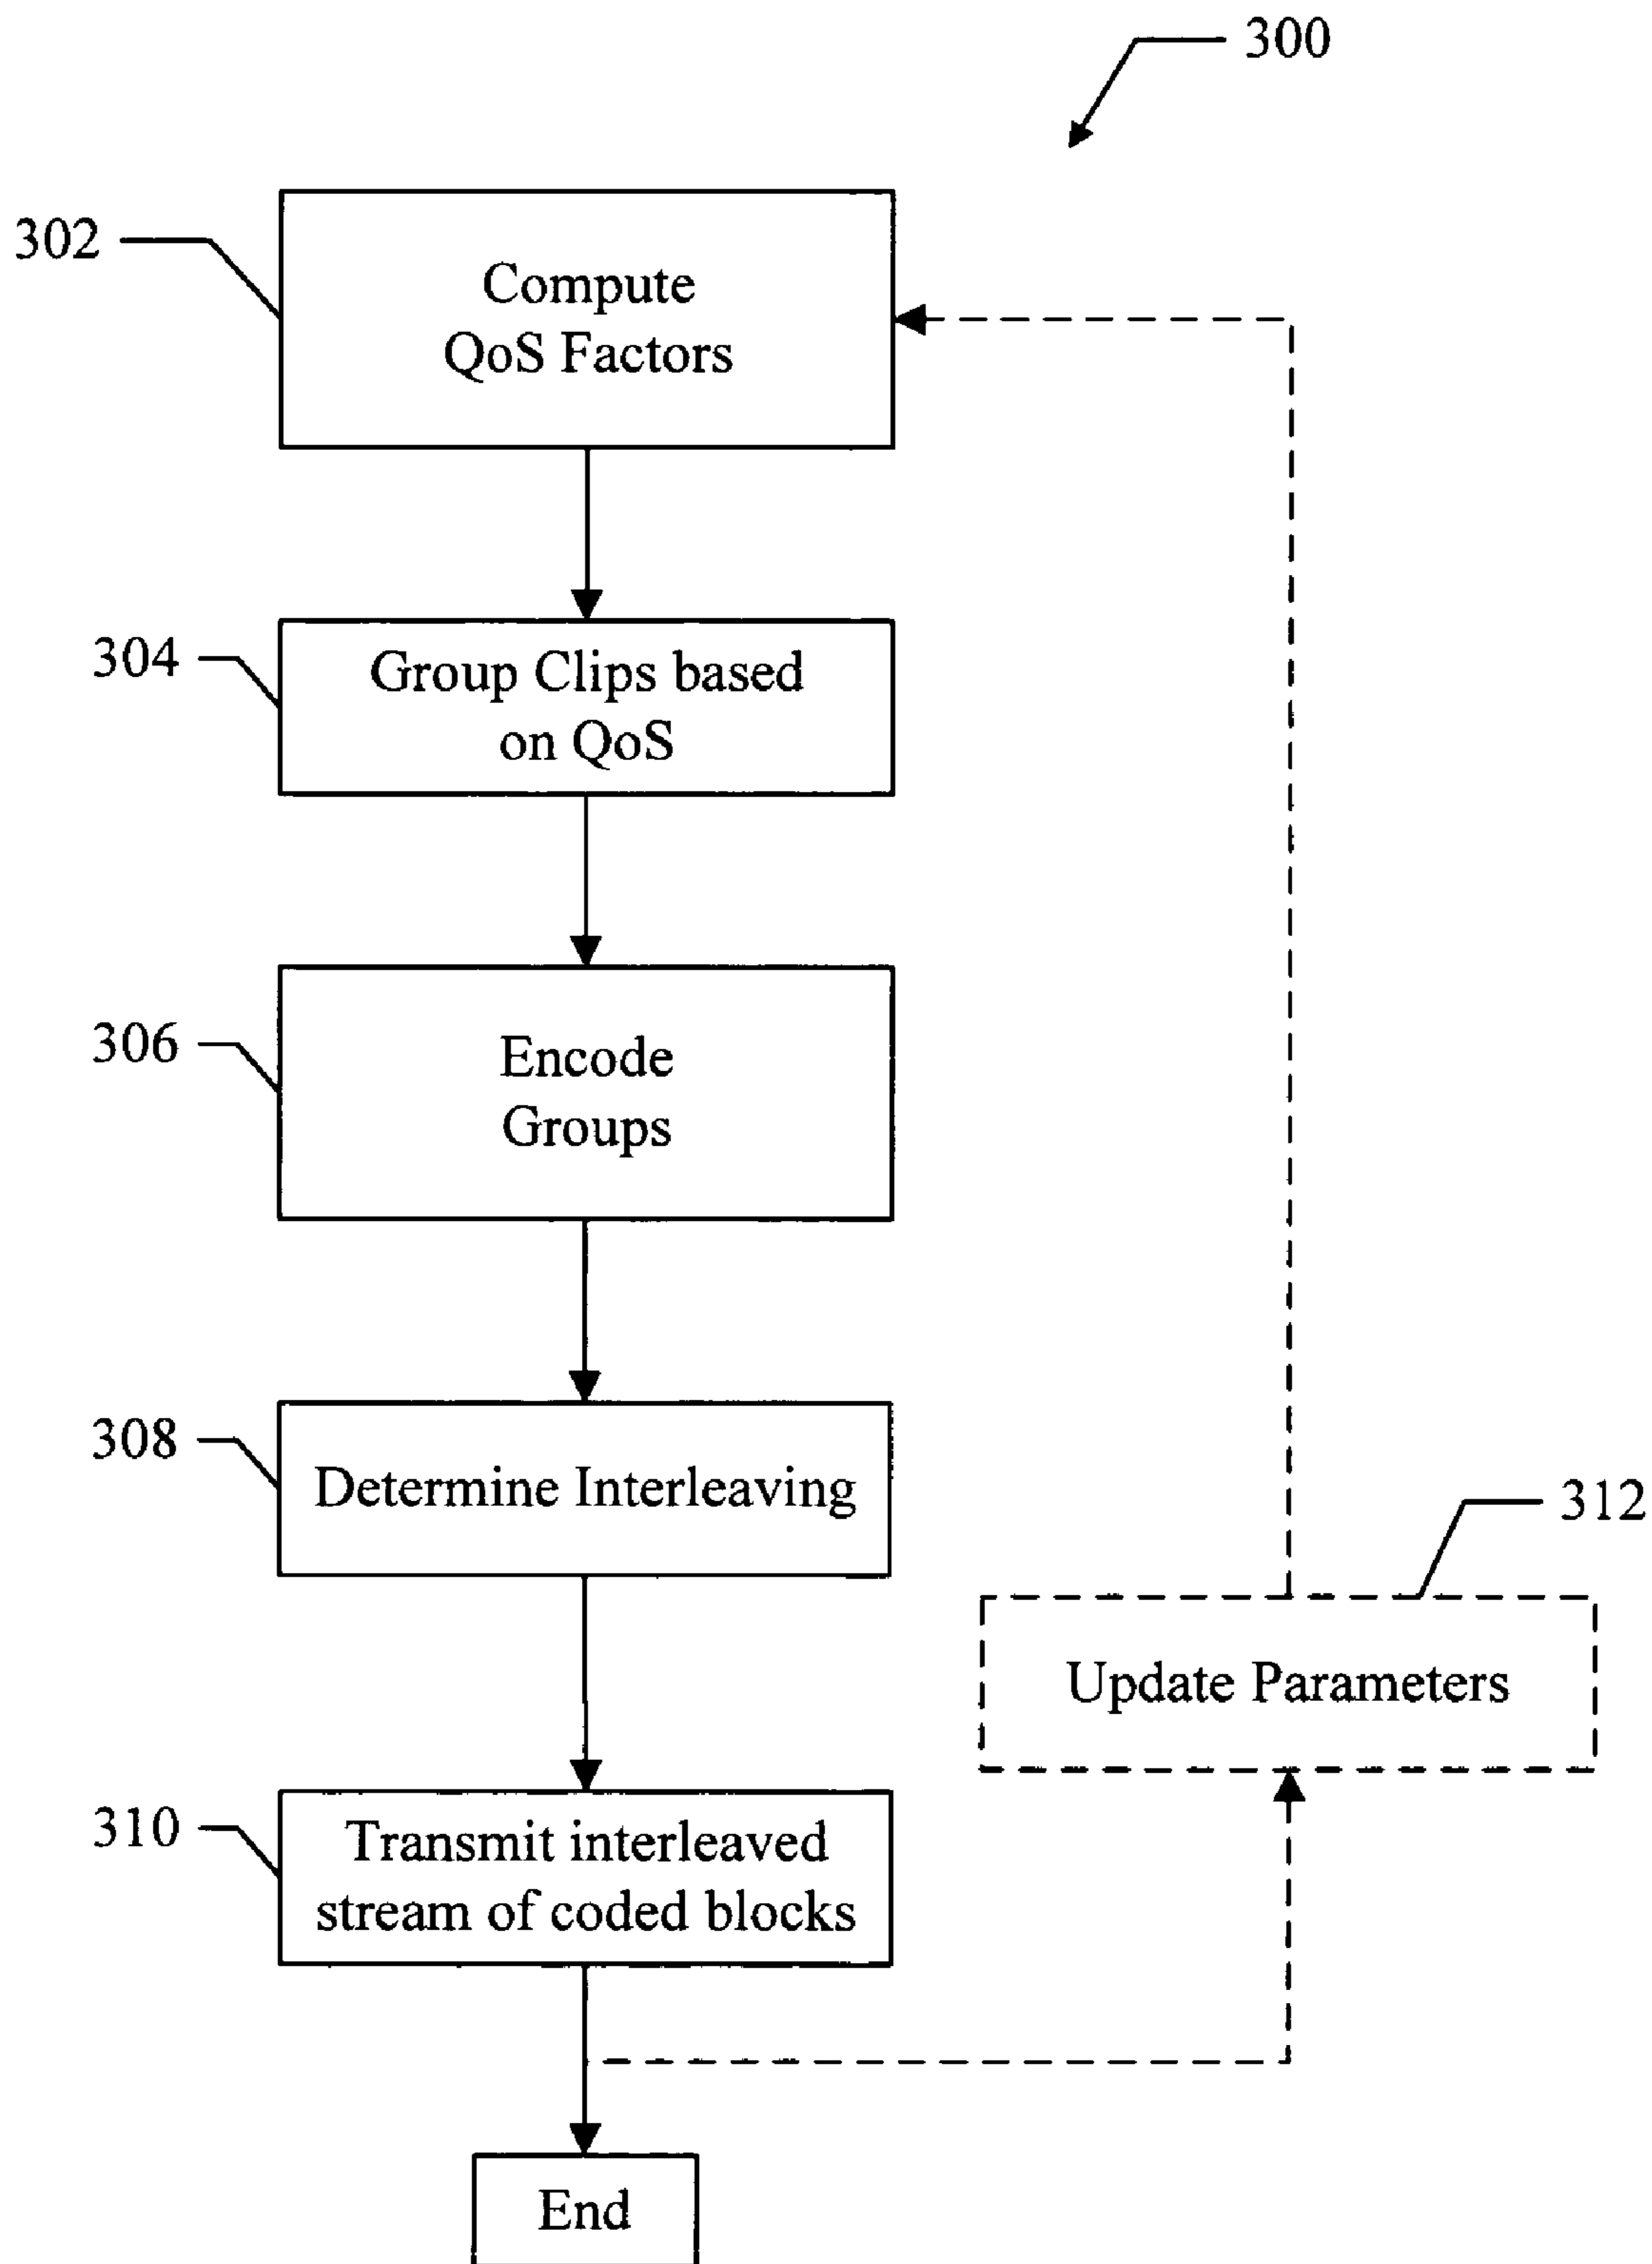 300
302
Compute
QoS Factors
304
Group Clips based
on QoS
306
Encode
Groups
308
Determine Interleaving
312
Update Parameters
310
Transmit interleaved
stream of coded blocks
End